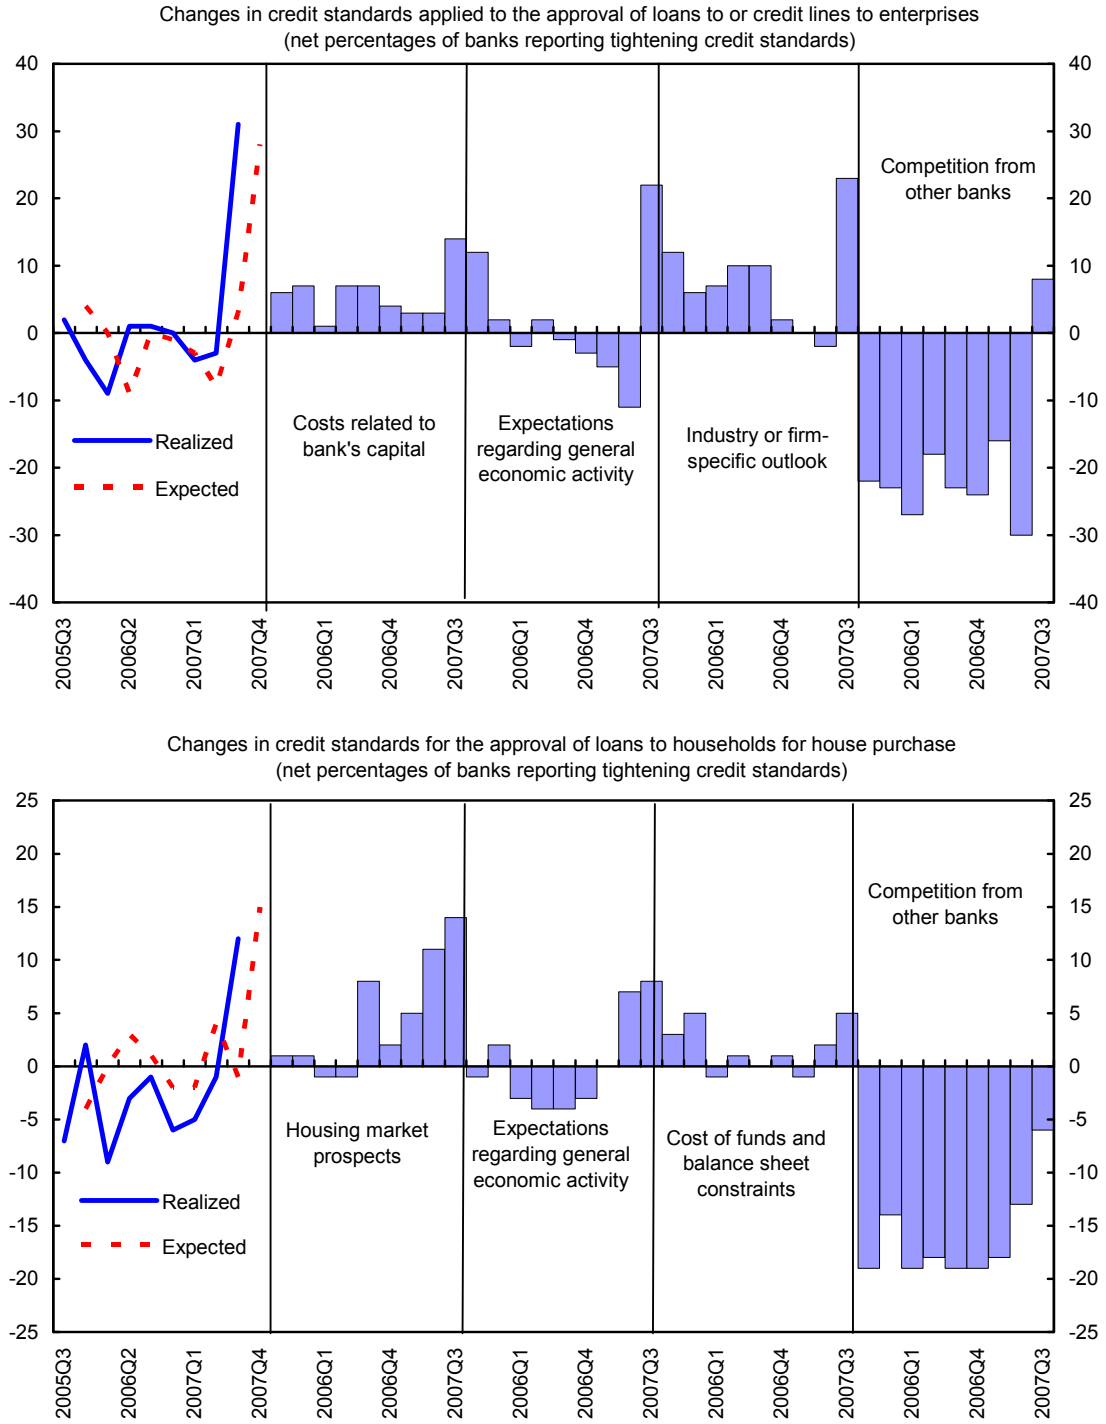 Changes in credit standards applied to the approval of loans to or credit lines to enterprises
(net percentages of banks reporting tightening credit standards)
40
30
20
10
0
-10
-20
-30
-40
40
30
20
10
0
-10
-20
-30
-40
Realized
Expected
Costs related to
bank's capital
Expectations
regarding general
economic activity
Industry or firm-
specific outlook
Competition from
other banks
2005Q3
2006Q2
2007Q1
2007Q4
2006Q1
2006Q4
2007Q3
2006Q1
2006Q4
2007Q3
2006Q1
2006Q4
2007Q3
2006Q1
2006Q4
2007Q3
Changes in credit standards for the approval of loans to households for house purchase
(net percentages of banks reporting tightening credit standards)
25
20
15
10
5
0
-5
-10
-15
-20
-25
25
20
15
10
5
0
-5
-10
-15
-20
-25
Realized
Expected
Housing market
prospects
Expectations
regarding general
economic activity
Cost of funds and
balance sheet
constraints
Competition from
other banks
2005Q3
2006Q2
2007Q1
2007Q4
2006Q1
2006Q4
2007Q3
2006Q1
2006Q4
2007Q3
2006Q1
2006Q4
2007Q3
2006Q1
2006Q4
2007Q3